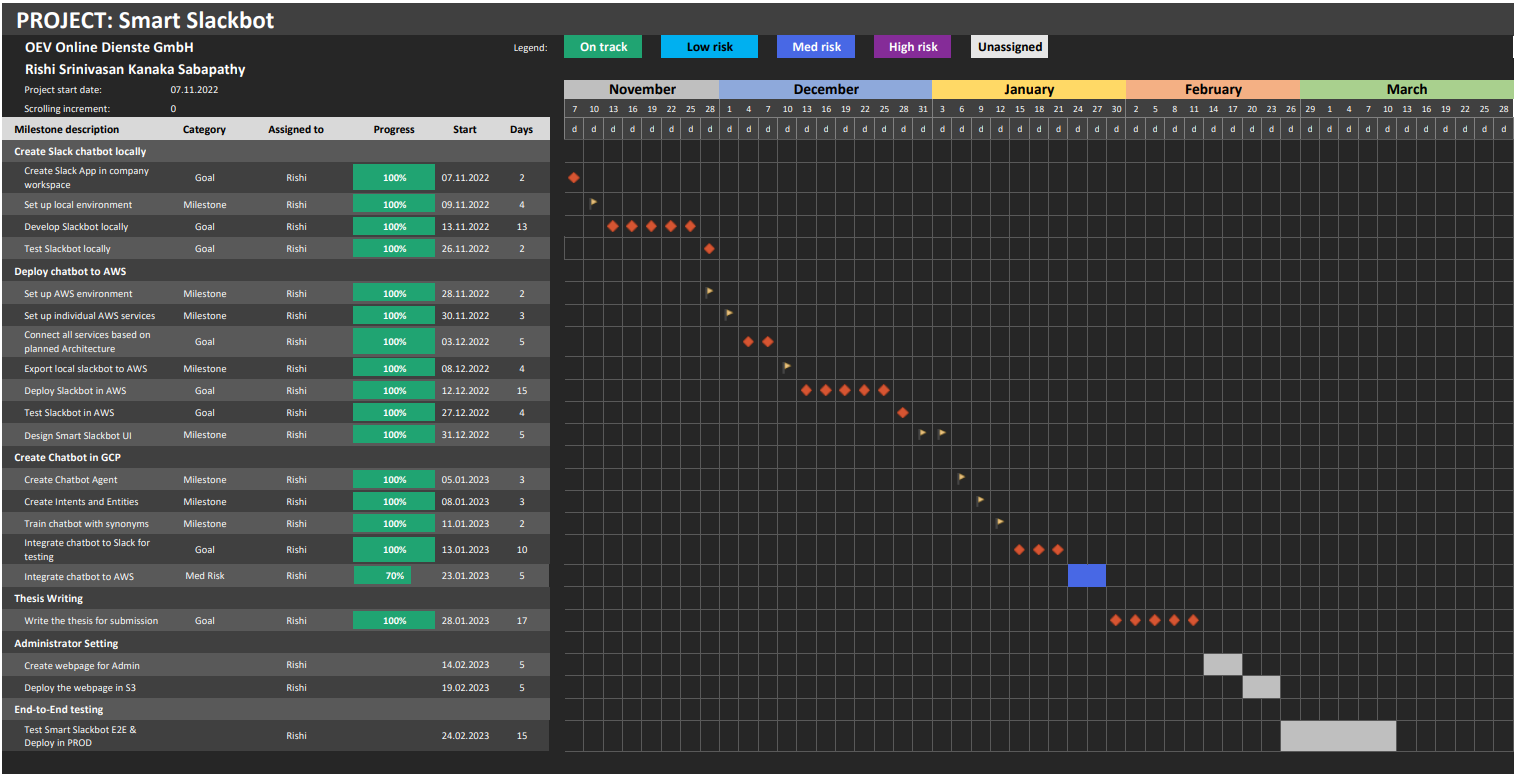 PROJECT: Smart Slackbot
OEV Online Dienste GmbH
Legend: On track Low risk Med risk High risk Unassigned
Rishi Srinivasan Kanaka Sabapathy
Project start date: 07.11.2022
November December January February March
Scrolling increment: 0
7 10 13 16 19 22 25 28 1 4 7 10 13 16 19 22 25 28 31 3 6 9 12 15 18 21 24 27 30 2 5 8 11 14 17 20 23 26 29 1 4 7 10 13 16 19 22 25 28
Milestone description Category Assigned to Progress Start Days
d d d d d d d d d d d d d d d d d d d d d d d d d d d d d d d d d d d d d d d d d d d d d d d d d
Create Slack chatbot locally
Create Slack App in company
workspace Goal Rishi 100% 07.11.2022 2
Set up local environment Milestone Rishi 100% 09.11.2022 4
Develop Slackbot locally Goal Rishi 100% 13.11.2022 13
Test Slackbot locally Goal Rishi 100% 26.11.2022 2
Deploy chatbot to AWS
Set up AWS environment Milestone Rishi 100% 28.11.2022 2
Set up individual AWS services Milestone Rishi 100% 30.11.2022 3
Connect all services based on
planned Architecture Goal Rishi 100% 03.12.2022 5
Export local slackbot to AWS Milestone Rishi 100% 08.12.2022 4
Deploy Slackbot in AWS Goal Rishi 100% 12.12.2022 15
Test Slackbot in AWS Goal Rishi 100% 27.12.2022 4
Design Smart Slackbot UI Milestone Rishi 100% 31.12.2022 5
Create Chatbot in GCP
Create Chatbot Agent Milestone Rishi 100% 05.01.2023 3
Create Intents and Entities Milestone Rishi 100% 08.01.2023 3
Train chatbot with synonyms Milestone Rishi 100% 11.01.2023 2
Integrate chatbot to Slack for
testing Goal Rishi 100% 13.01.2023 10
Integrate chatbot to AWS Med Risk Rishi 70% 23.01.2023 5
Thesis Writing
Write the thesis for submission Goal Rishi 100% 28.01.2023 17
Administrator Setting
Create webpage for Admin Rishi 14.02.2023 5
Deploy the webpage in S3 Rishi 19.02.2023 5
End-to-End testing
Test Smart Slackbot E2E &
Deploy in PROD Rishi 24.02.2023 15